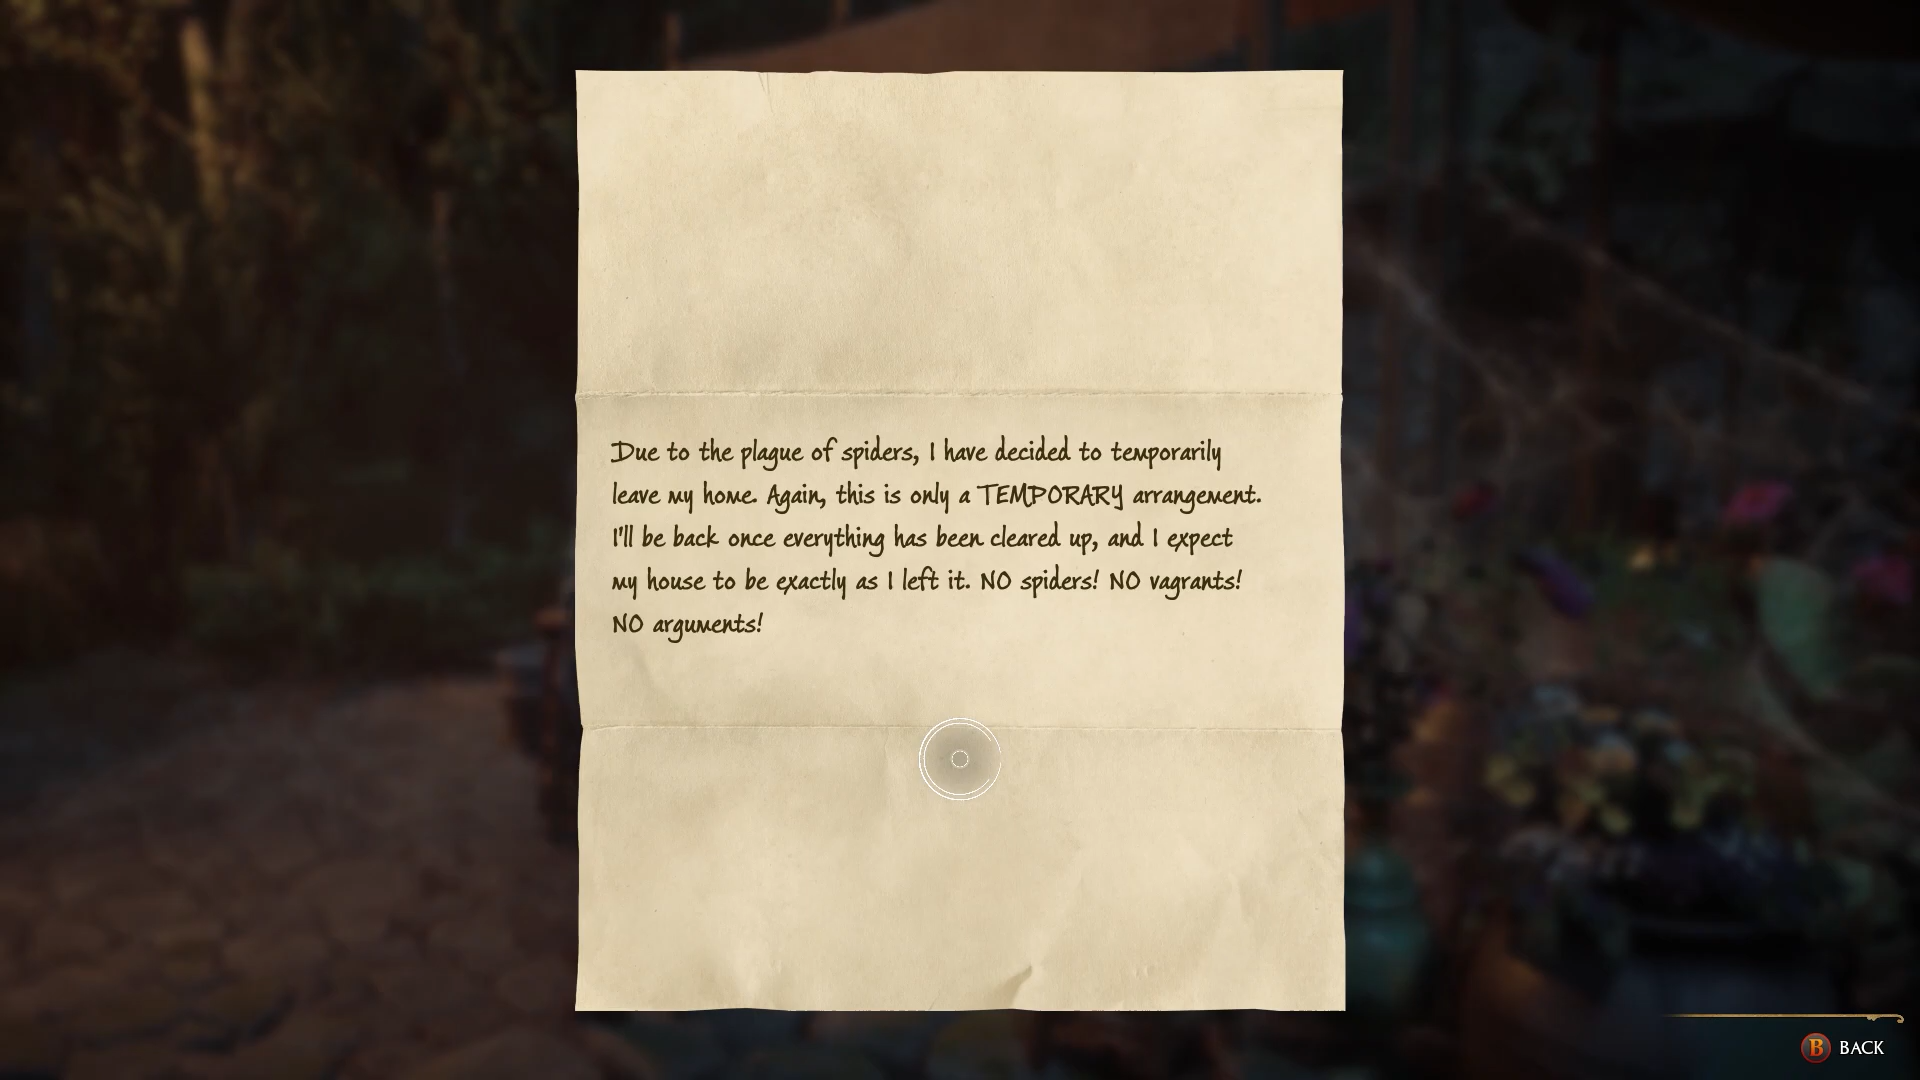 Due to the plague of spiders, I have decided to temporarily
leave my home. Again, this is only a TEMPORARY arrangement.
I'll be back once everything has been cleared up, and I expect
my house to be exactly as I left it. NO spiders! NO vagrants!
NO arguments!
B BACK